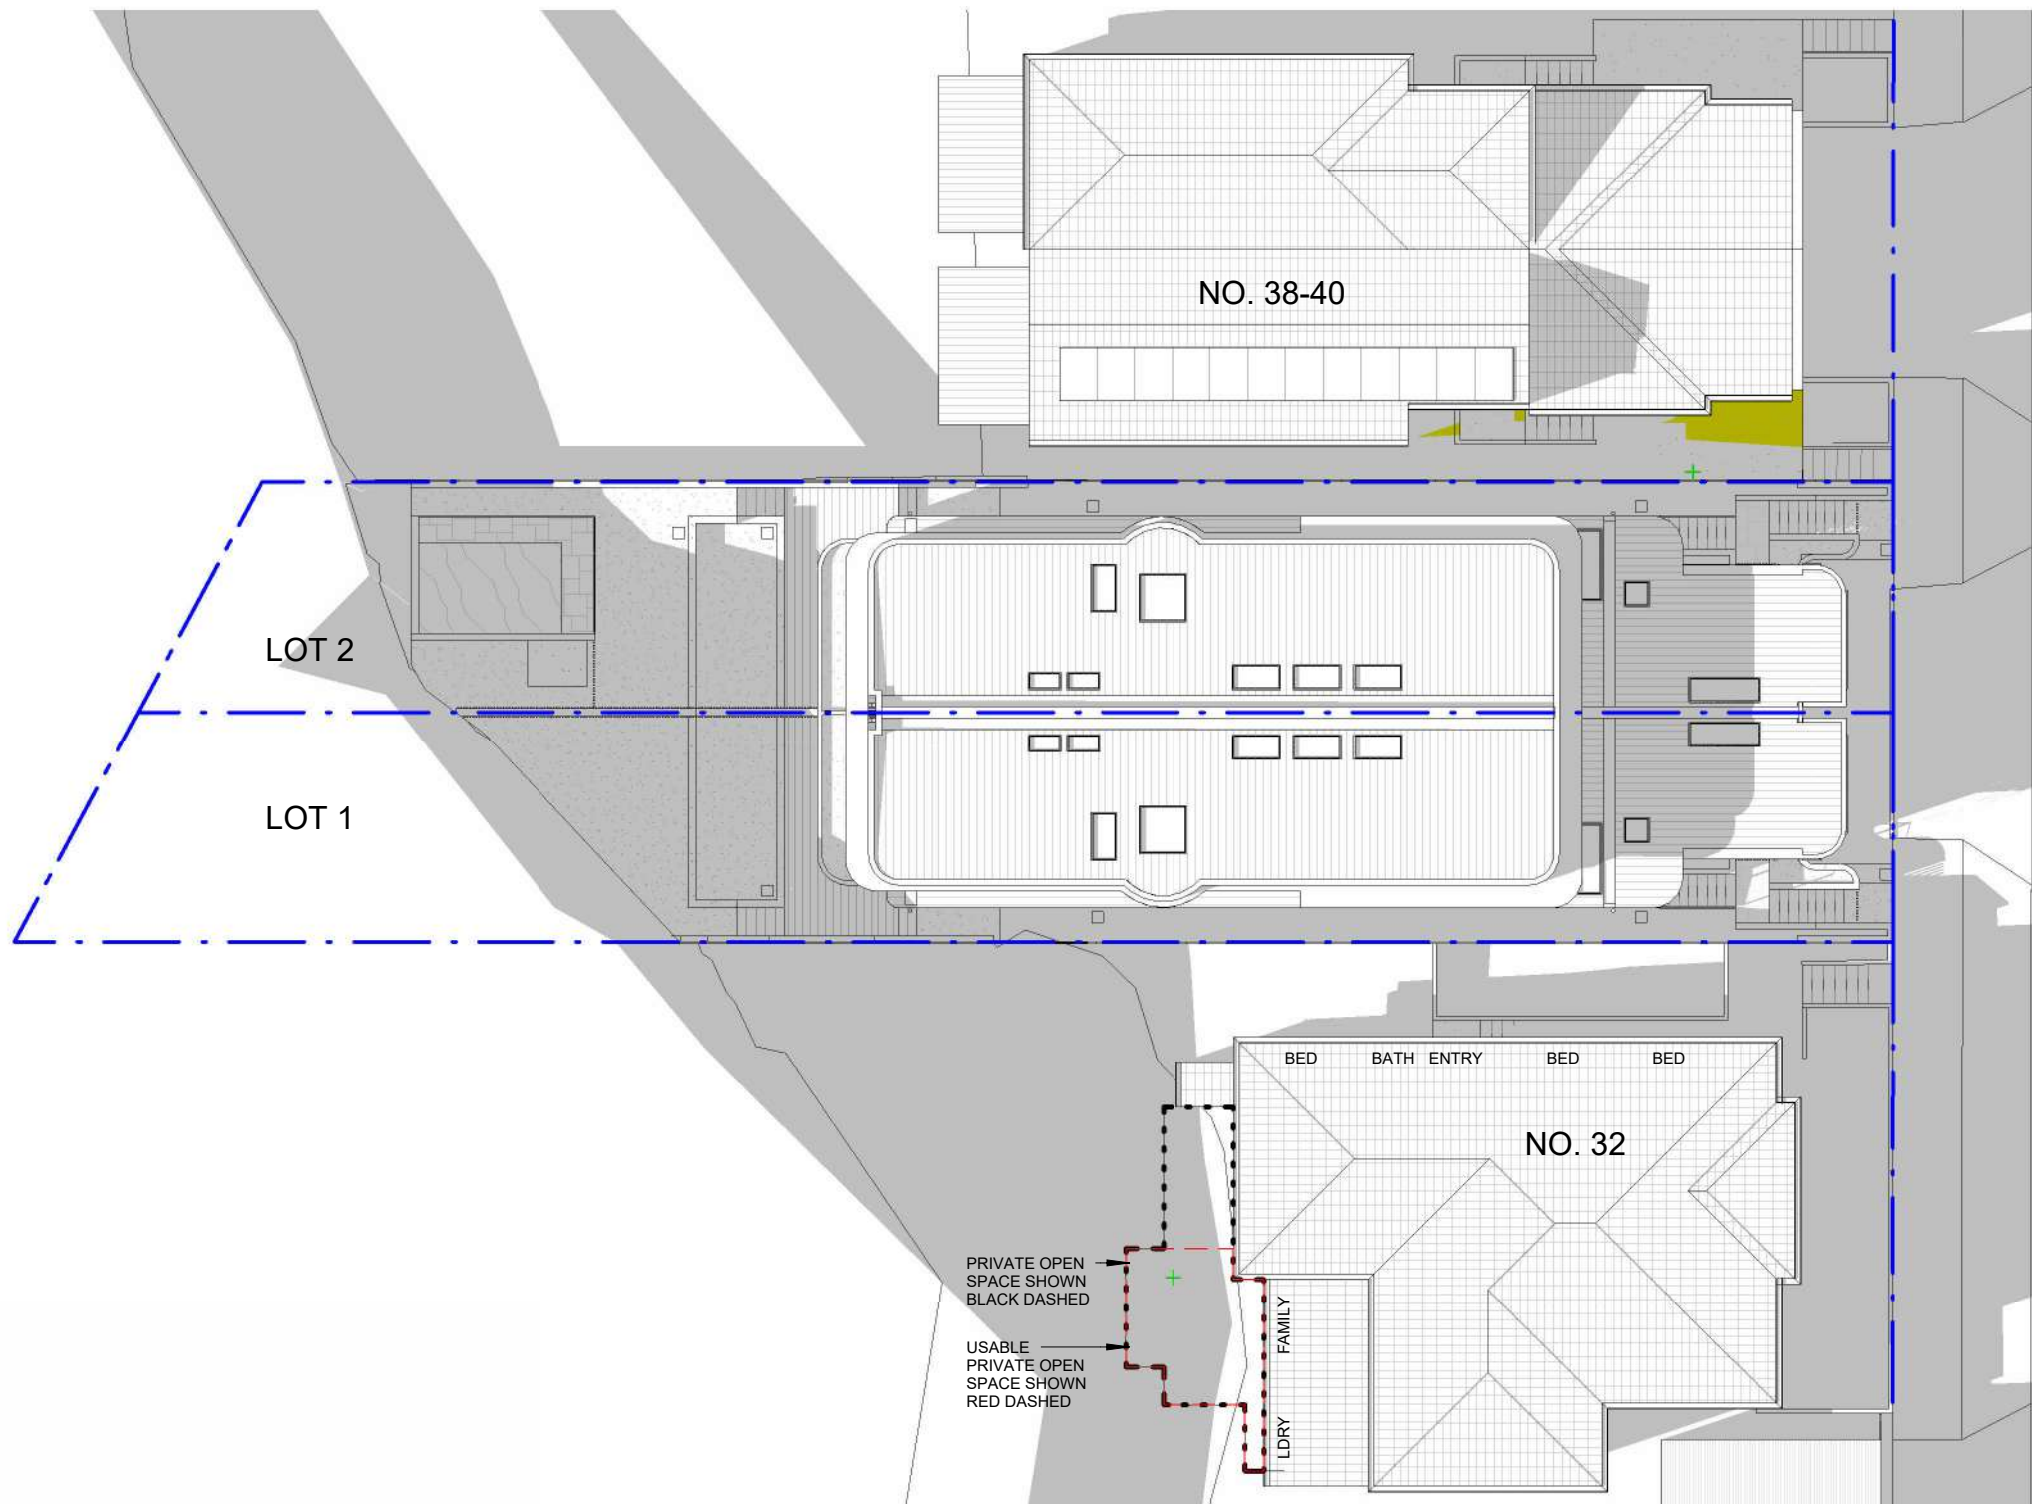 NO. 38-40
LOT 2
LOT 1
BED
BATH
ENTRY
BED
BED
NO. 32
PRIVATE OPEN
SPACE SHOWN
BLACK DASHED
FAMILY
USABLE
PRIVATE OPEN
SPACE SHOWN
RED DASHED
LDRY